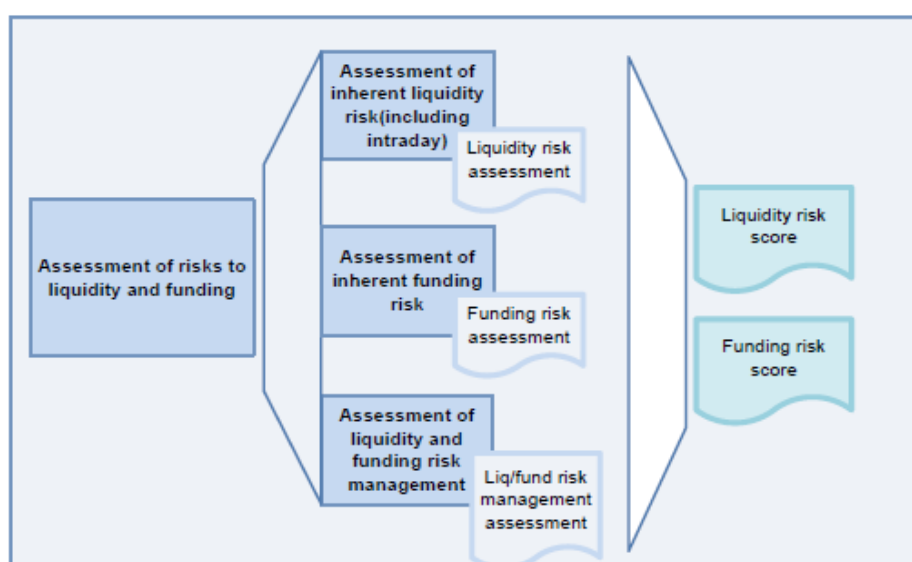 Assessment of risks to
liquidity and funding
Assessment of
inherent liquidity
risk(including
intraday)
Liquidity risk
assessment
Assessment of
inherent funding
risk
Funding risk
assessment
Assessment of
liquidity and
funding risk
management
Liq/fund risk
management
assessment
Liquidity risk
score
Funding risk
score